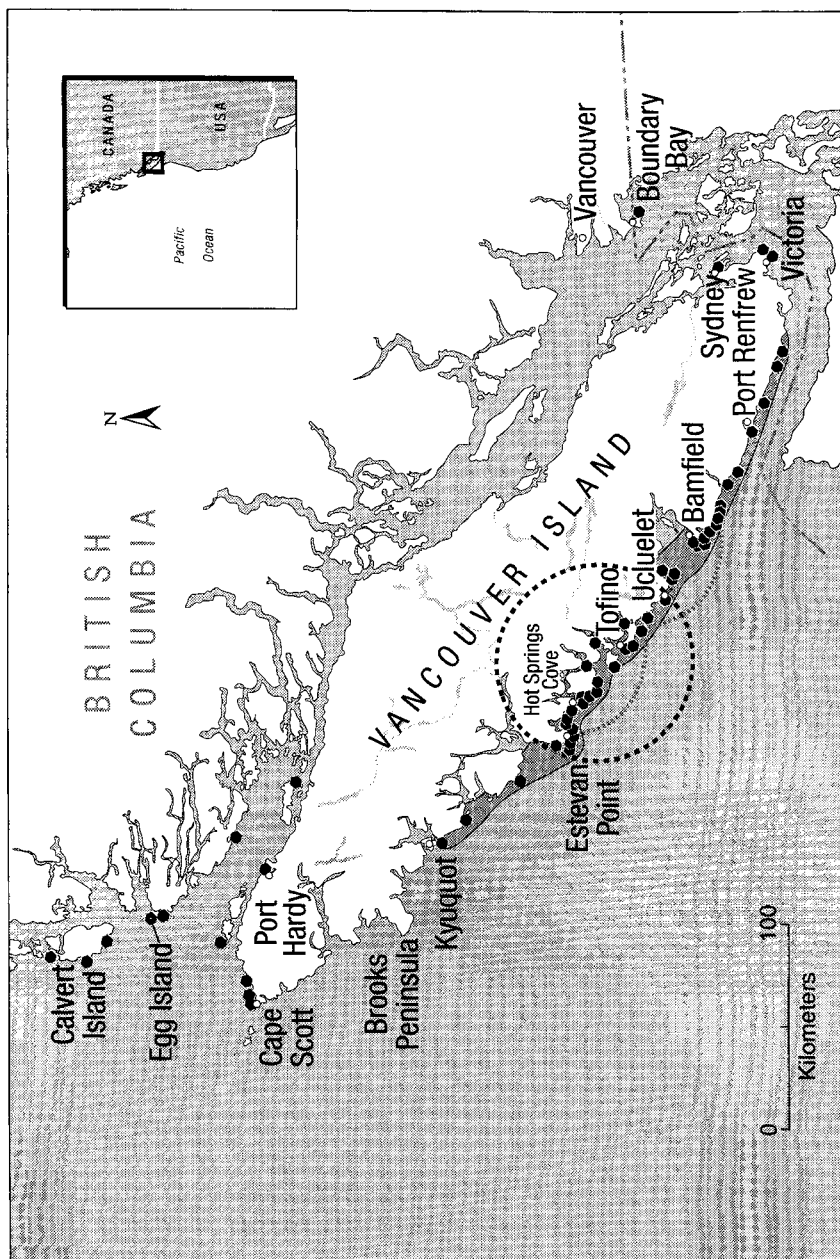 CANADA
USA
Pacific
Ocean
BRITISH
COLUMBIA
N
VANCOUVER ISLAND
Calvert
Island
Egg Island
Cape
Scott
Port
Hardy
Brooks
Peninsula
Kyuquot
Estevan
Point
Hot Springs
Cove
Tofino
Ucluelet
Bamfield
Port Renfrew
Sydney
Victoria
Vancouver
Boundary
Bay
0
100
Kilometers